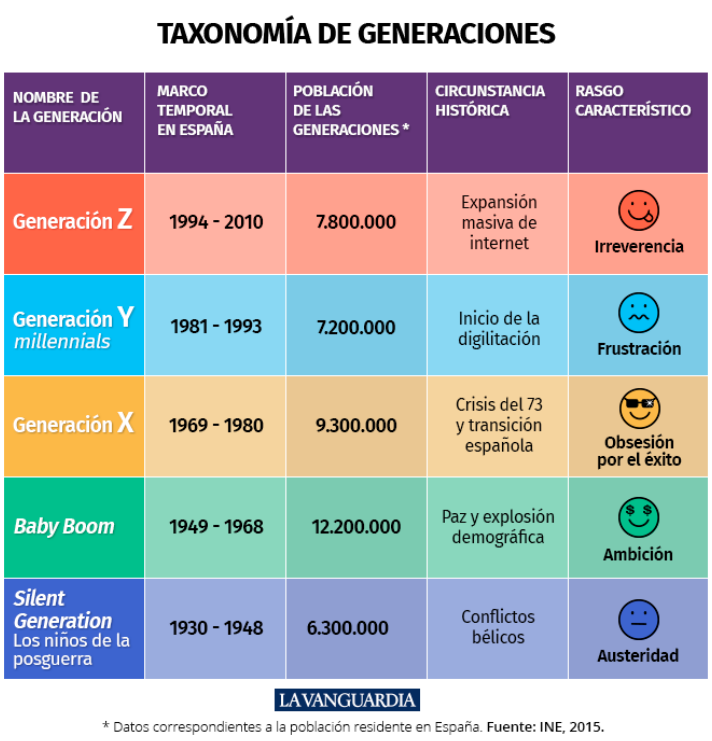 TAXONOMÍA DE GENERACIONES
NOMBRE DE
LA GENERACIÓN
MARCO
TEMPORAL
EN ESPAÑA
POBLACIÓN
DE LAS
GENERACIONES *
CIRCUNSTANCIA
HISTÓRICA
RASGO
CARACTERÍSTICO
Generación Z
1994 - 2010
7.800.000
Expansión
masiva de
internet
Irreverencia
Generación Y
millennials
1981 - 1993
7.200.000
Inicio de la
digilitación
Frustración
Generación X
1969 - 1980
9.300.000
Crisis del 73
y transición
española
Obsesión
por el éxito
Baby Boom
1949 - 1968
12.200.000
Paz y explosión
demográfica
$ $
Ambición
Silent
Generation
Los niños de la
posguerra
1930 - 1948
6.300.000
Conflictos
bélicos
Austeridad
LA VANGUARDIA
* Datos correspondientes a la población residente en España. Fuente: INE, 2015.